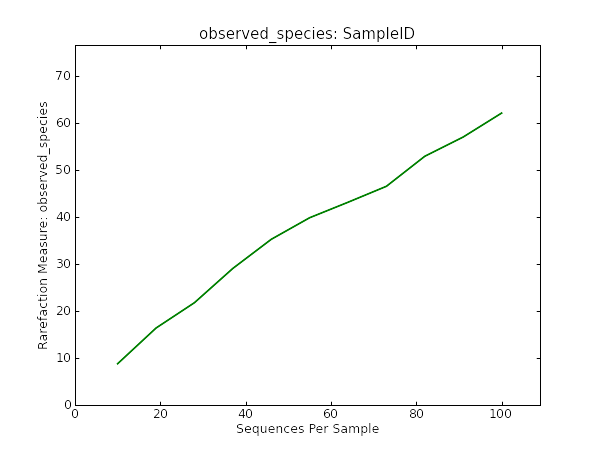 observed_species: SampleID
Rarefaction Measure: observed_species
70
60
50
40
30
20
10
0
0 20 40 60 80 100
Sequences Per Sample